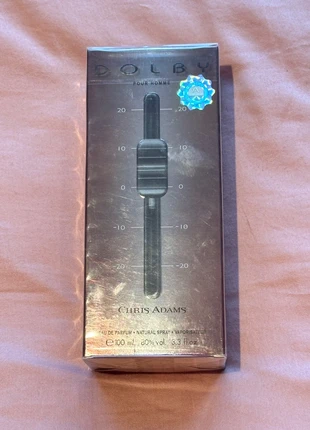 DOLBY
POUR HOMME
20 20
10 10
0 0
-10 -10
-20 -20
CHRIS ADAMS
EAU DE PARFUM • NATURAL SPRAY •
℮ 100 ml 80% vol. 3.3 fl.oz